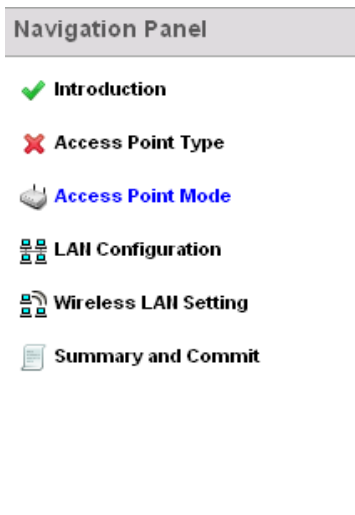 Navigation Panel
Introduction
Access Point Type
Access Point Mode
LAN Configuration
Wireless LAN Setting
Summary and Commit